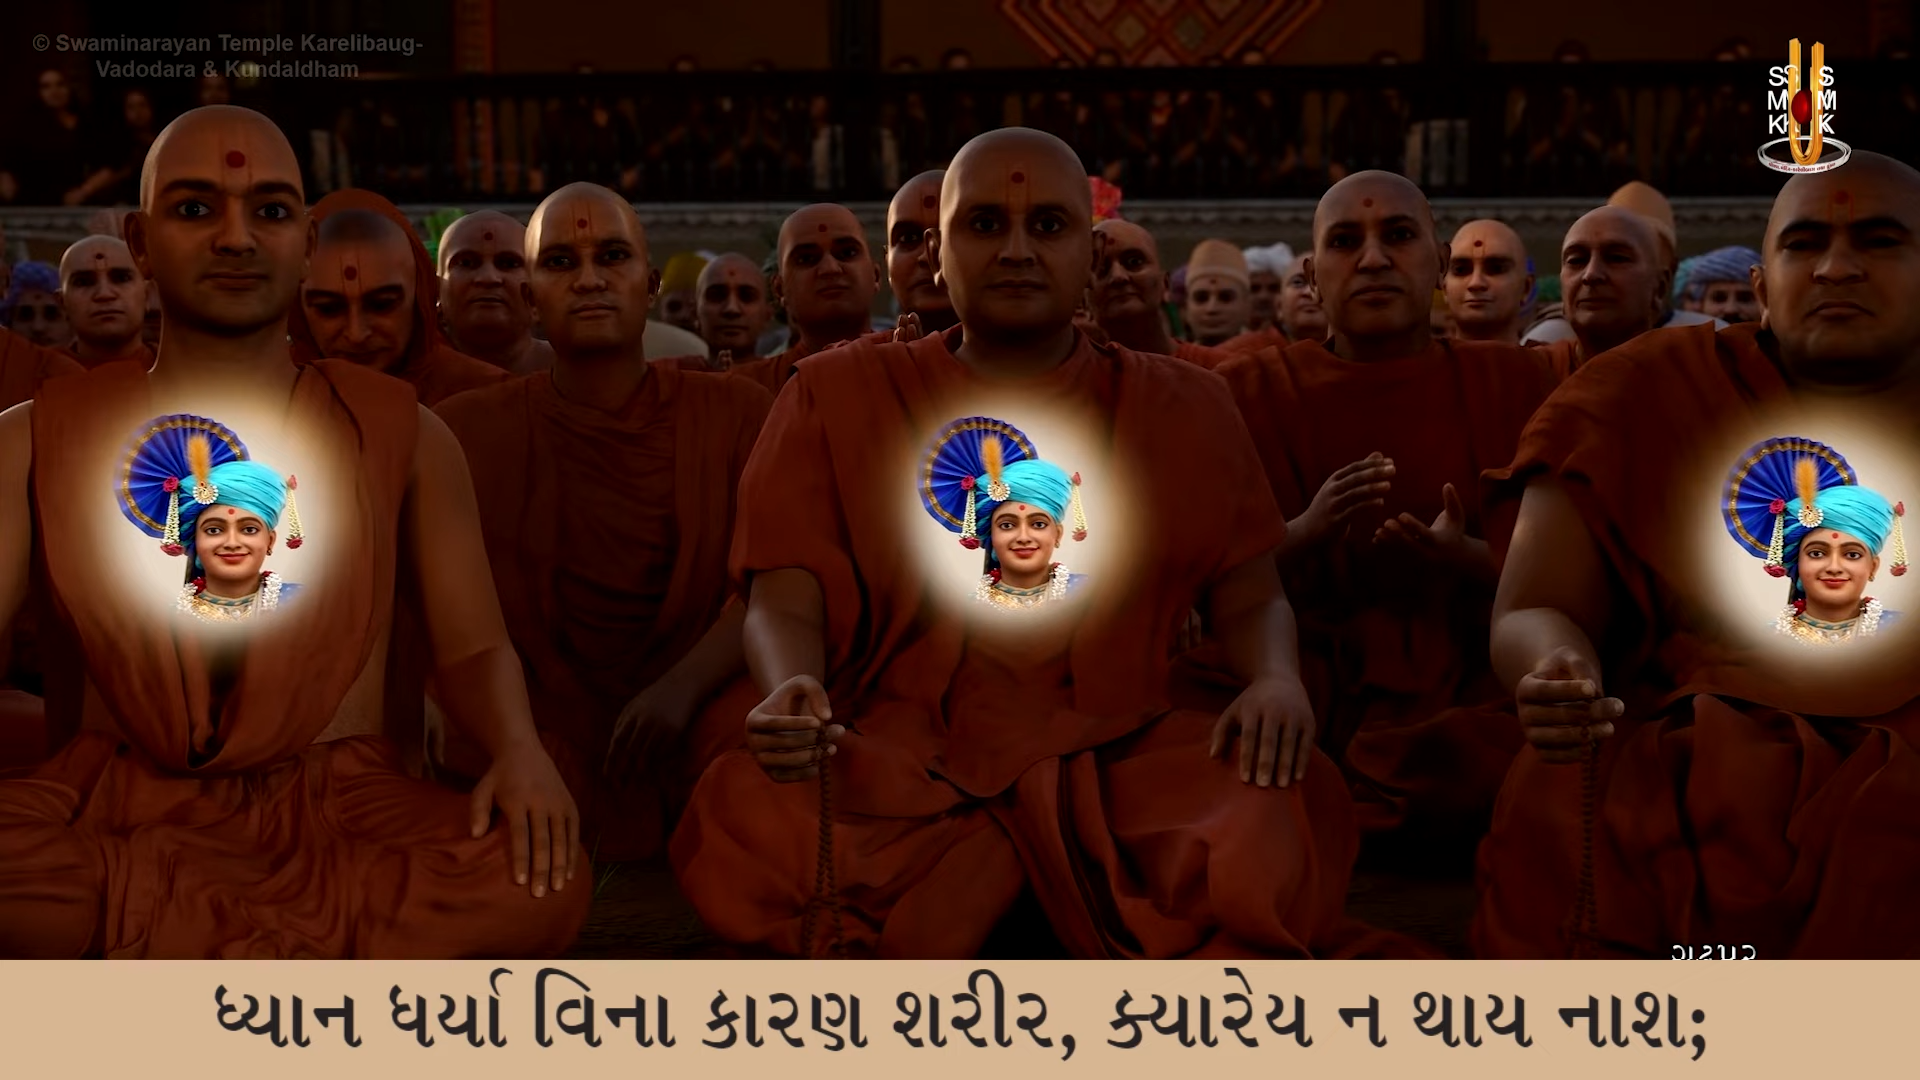 © Swaminarayan Temple Karelibaug-
Vadodara & Kundaldham
ધ્યાન ધર્યા વિના કારણ શરીર, ક્યારેય ન થાય નાશ;